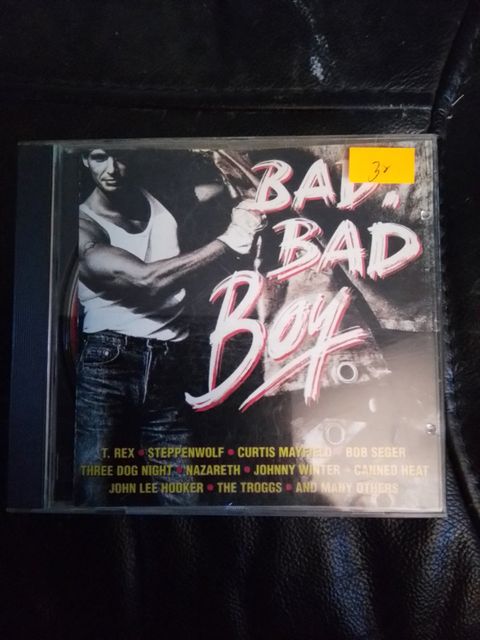 BAD,
BAD
Boy
T. REX • STEPPENWOLF • CURTIS MAYFIELD • BOB SEGER
THREE DOG NIGHT • NAZARETH • JOHNNY WINTER • CANNED HEAT
JOHN LEE HOOKER • THE TROGGS • AND MANY OTHERS